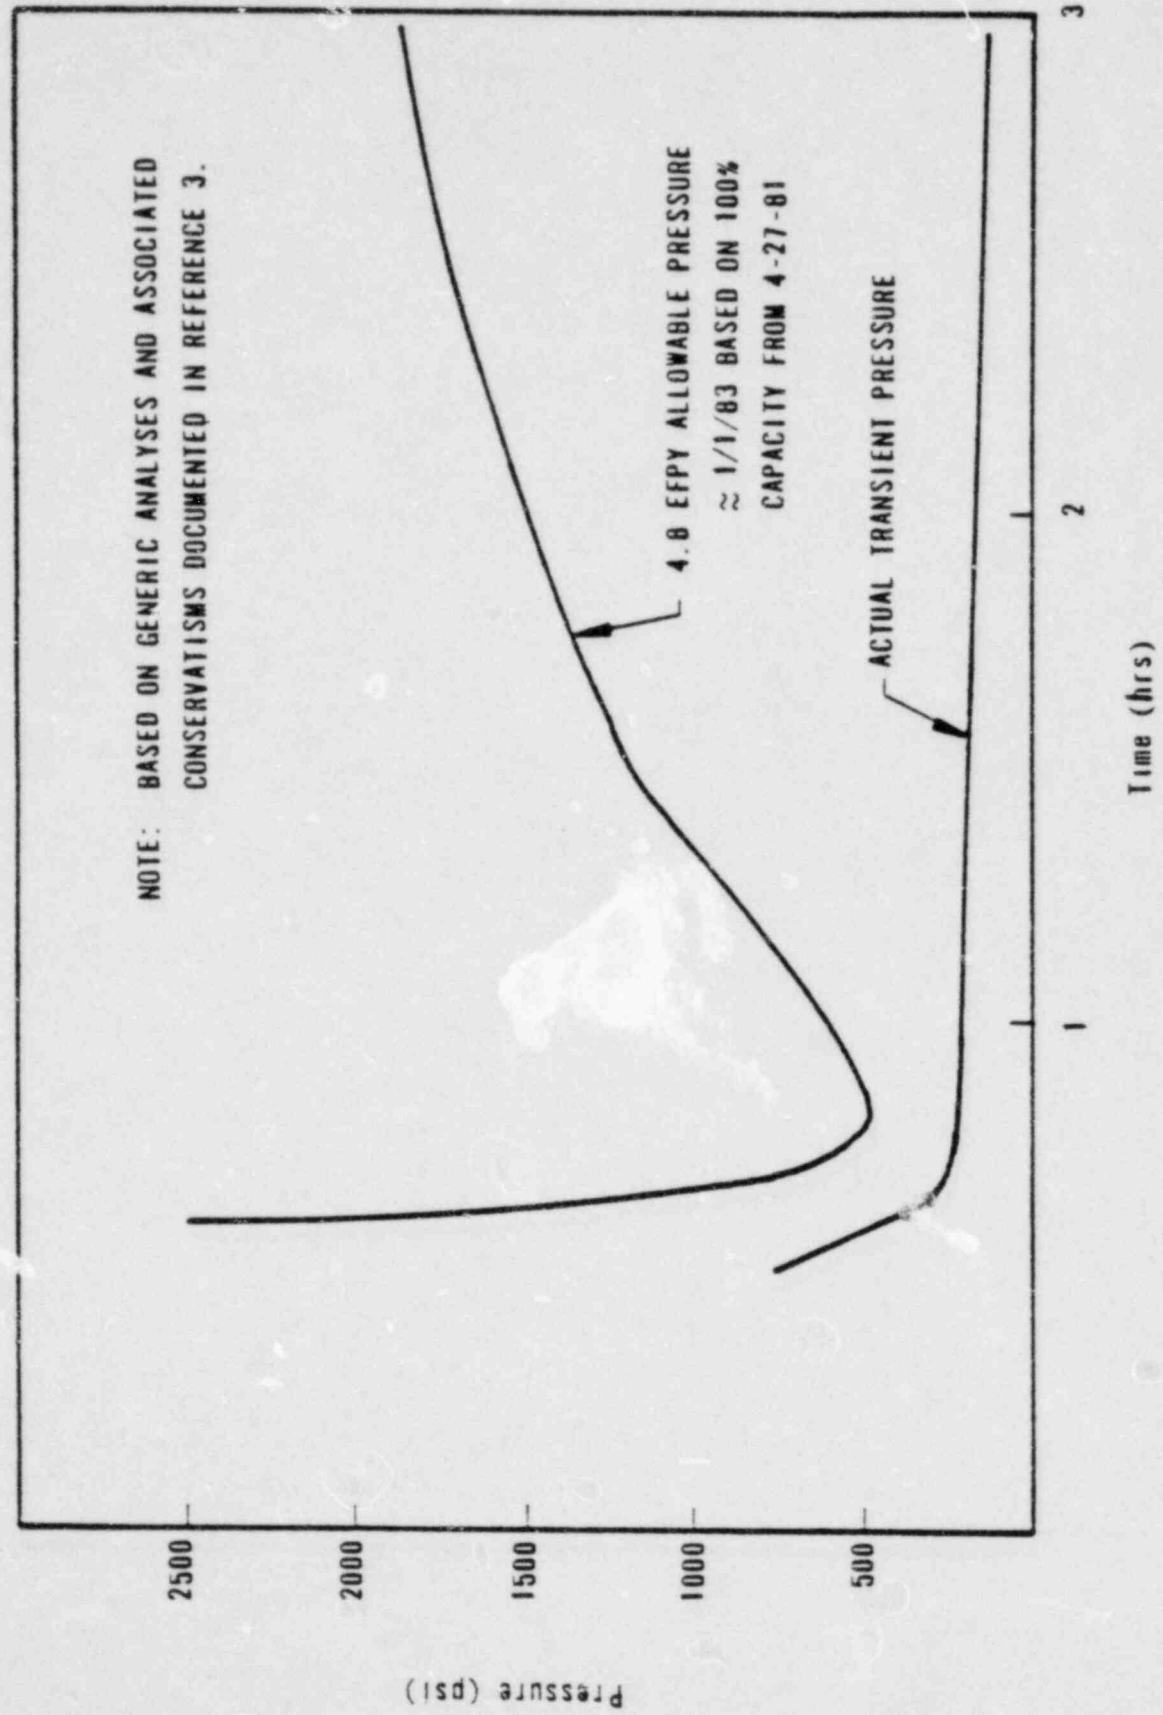 NOTE: BASED ON GENERIC ANALYSES AND ASSOCIATED
CONSERVATISMS DOCUMENTED IN REFERENCE 3.
4.8 EFPY ALLOWABLE PRESSURE
≈ 1/1/83 BASED ON 100%
CAPACITY FROM 4-27-81
ACTUAL TRANSIENT PRESSURE
Pressure (psi)
2500
2000
1500
1000
500
1
2
3
Time (hrs)